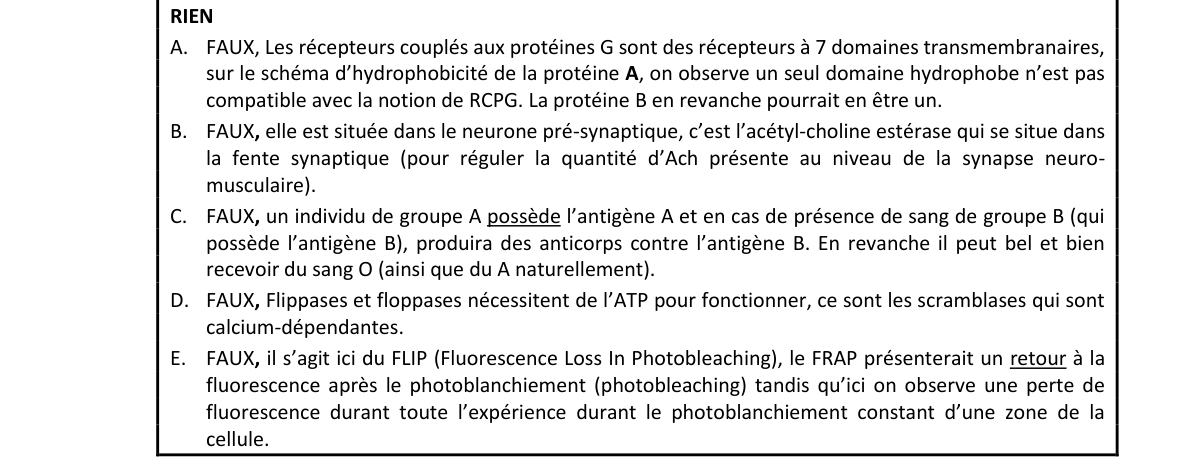 RIEN
A. FAUX, Les récepteurs couplés aux protéines G sont des récepteurs à 7 domaines transmembranaires,
sur le schéma d’hydrophobicité de la protéine A, on observe un seul domaine hydrophobe n’est pas
compatible avec la notion de RCPG. La protéine B en revanche pourrait en être un.
B. FAUX, elle est située dans le neurone pré-synaptique, c’est l’acétyl-choline estérase qui se situe dans
la fente synaptique (pour réguler la quantité d’Ach présente au niveau de la synapse neuro-
musculaire).
C. FAUX, un individu de groupe A possède l’antigène A et en cas de présence de sang de groupe B (qui
possède l’antigène B), produira des anticorps contre l’antigène B. En revanche il peut bel et bien
recevoir du sang O (ainsi que du A naturellement).
D. FAUX, Flippases et floppases nécessitent de l’ATP pour fonctionner, ce sont les scramblases qui sont
calcium-dépendantes.
E. FAUX, il s’agit ici du FLIP (Fluorescence Loss In Photobleaching), le FRAP présenterait un retour à la
fluorescence après le photoblanchiement (photobleaching) tandis qu’ici on observe une perte de
fluorescence durant toute l’expérience durant le photoblanchiement constant d’une zone de la
cellule.